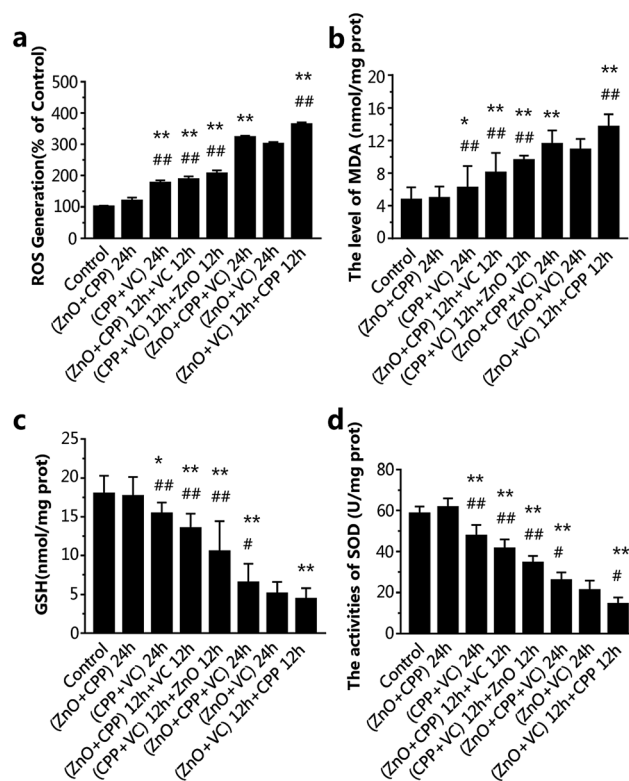 a
ROS Generation(% of Control)
500
400
300
200
100
0
** ** ** ** **
## ## ## ##
Control
(ZnO+CPP) 24h
(CPP+VC) 24h
(ZnO+CPP) 12h+VC 12h
(CPP+VC) 12h+ZnO 12h
(ZnO+CPP+VC) 24h
(ZnO+VC) 24h
(ZnO+VC) 12h+CPP 12h
b
The level of MDA (nmol/mg prot)
20
16
12
8
4
0
* ** ** ** **
## ## ## ##
Control
(ZnO+CPP) 24h
(CPP+VC) 24h
(ZnO+CPP) 12h+VC 12h
(CPP+VC) 12h+ZnO 12h
(ZnO+CPP+VC) 24h
(ZnO+VC) 24h
(ZnO+VC) 12h+CPP 12h
c
GSH(nmol/mg prot)
25
20
15
10
5
0
* ** ** ** **
## ## ## #
Control
(ZnO+CPP) 24h
(CPP+VC) 24h
(ZnO+CPP) 12h+VC 12h
(CPP+VC) 12h+ZnO 12h
(ZnO+CPP+VC) 24h
(ZnO+VC) 24h
(ZnO+VC) 12h+CPP 12h
d
The activities of SOD (U/mg prot)
80
60
40
20
0
** ** ** ** **
## ## ## # #
Control
(ZnO+CPP) 24h
(CPP+VC) 24h
(ZnO+CPP) 12h+VC 12h
(CPP+VC) 12h+ZnO 12h
(ZnO+CPP+VC) 24h
(ZnO+VC) 24h
(ZnO+VC) 12h+CPP 12h